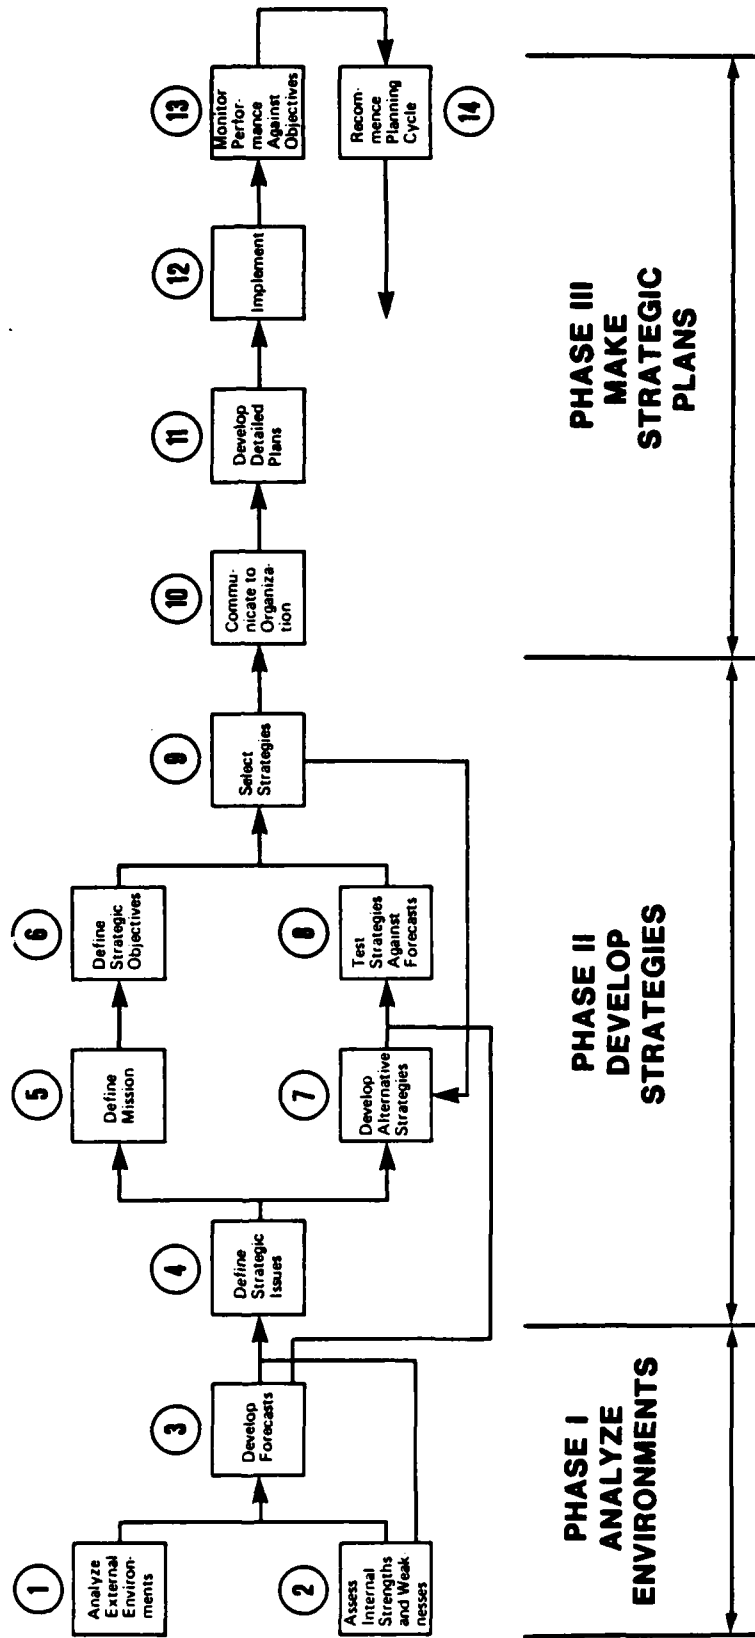 1
Analyze
External
Environ-
ments
2
Assess
Internal
Strengths
and Weak
nesses
3
Develop
Forecasts
4
Define
Strategic
Issues
5
Define
Mission
6
Define
Strategic
Objectives
7
Develop
Alternative
Strategies
8
Test
Strategies
Against
Forecasts
9
Select
Strategies
10
Commu-
nicate to
Organiza-
tion
11
Develop
Detailed
Plans
12
Implement
13
Monitor
Perfor-
mance
Against
Objectives
14
Recom-
mence
Planning
Cycle
PHASE I
ANALYZE
ENVIRONMENTS
PHASE II
DEVELOP
STRATEGIES
PHASE III
MAKE
STRATEGIC
PLANS